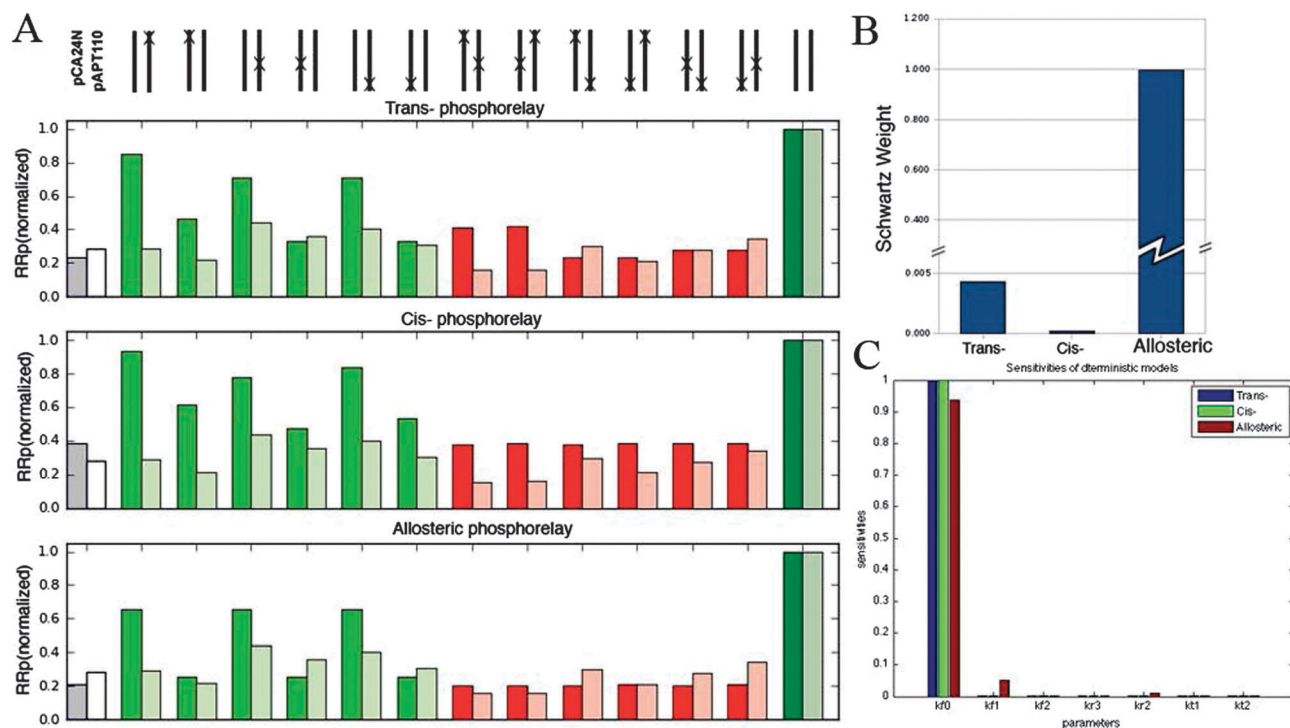 A
pCA24N
pAPT110
Trans- phosphorelay
RRp(normalized)
1.0
0.8
0.6
0.4
0.2
0.0
Cis- phosphorelay
RRp(normalized)
1.0
0.8
0.6
0.4
0.2
0.0
Allosteric phosphorelay
RRp(normalized)
1.0
0.8
0.6
0.4
0.2
0.0
B
Schwartz Weight
1.200
1.000
0.800
0.600
0.400
0.005
0.000
Trans- Cis- Allosteric
C
Sensitivities of dterministic models
sensitivities
1
0.9
0.8
0.7
0.6
0.5
0.4
0.3
0.2
0.1
0
Trans-
Cis-
Allosteric
kf0 kf1 kf2 kr3 kr2 kt1 kt2
parameters